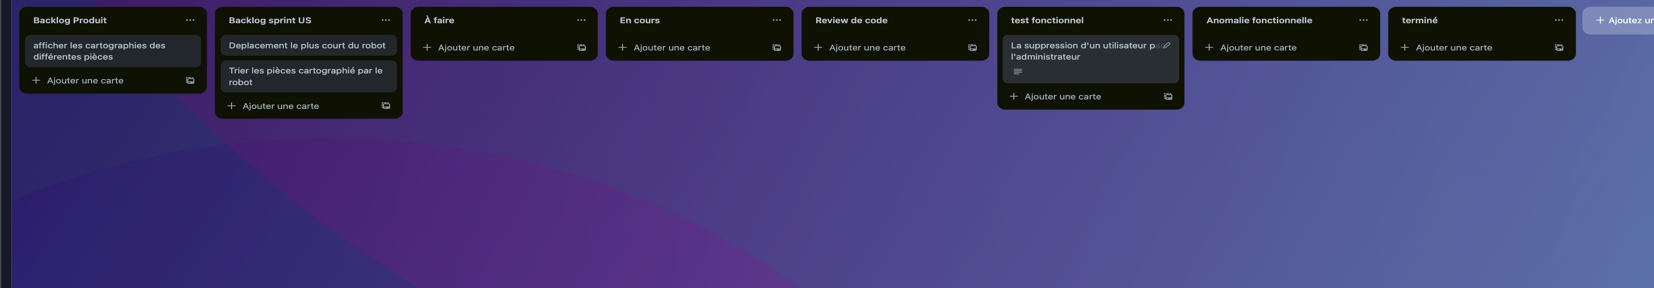 Backlog Produit
afficher les cartographies des
différentes pièces
Ajouter une carte
Backlog sprint US
Deplacement le plus court du robot
Trier les pièces cartographié par le
robot
Ajouter une carte
À faire
Ajouter une carte
En cours
Ajouter une carte
Review de code
Ajouter une carte
test fonctionnel
La suppression d'un utilisateur
l'administrateur
Ajouter une carte
Anomalie fonctionnelle
Ajouter une carte
terminé
Ajouter une carte
Ajoutez